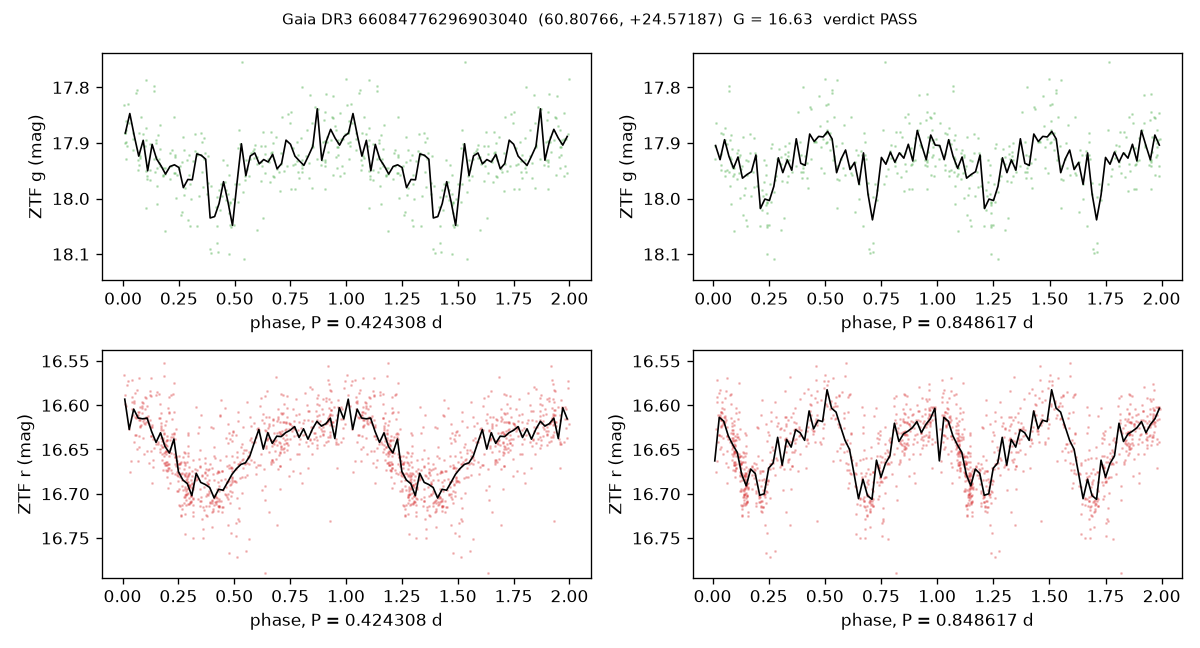 Gaia DR3 66084776296903040 (60.80766, +24.57187) G = 16.63 verdict PASS
ZTF g (mag)
17.8
17.9
18.0
18.1
0.00 0.25 0.50 0.75 1.00 1.25 1.50 1.75 2.00
phase, P = 0.424308 d
ZTF g (mag)
17.8
17.9
18.0
18.1
0.00 0.25 0.50 0.75 1.00 1.25 1.50 1.75 2.00
phase, P = 0.848617 d
ZTF r (mag)
16.55
16.60
16.65
16.70
16.75
0.00 0.25 0.50 0.75 1.00 1.25 1.50 1.75 2.00
phase, P = 0.424308 d
ZTF r (mag)
16.55
16.60
16.65
16.70
16.75
0.00 0.25 0.50 0.75 1.00 1.25 1.50 1.75 2.00
phase, P = 0.848617 d